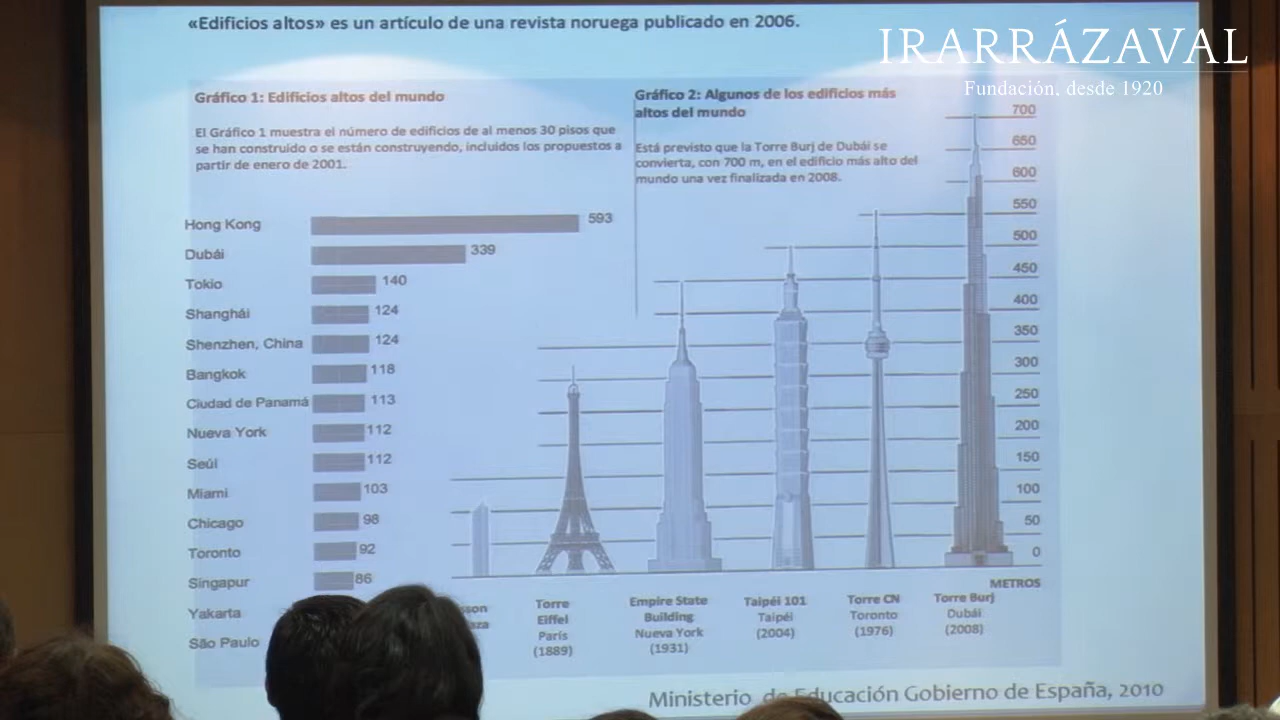 «Edificios altos» es un artículo de una revista noruega publicado en 2006.
IRARRÁZAVAL
Fundación, desde 1920
Gráfico 1: Edificios altos del mundo
El Gráfico 1 muestra el número de edificios de al menos 30 pisos que
se han construido o se están construyendo, incluidos los propuestos a
partir de enero de 2001.
Hong Kong 593
Dubái 339
Tokio 140
Shanghái 124
Shenzhen, China 124
Bangkok 118
Ciudad de Panamá 113
Nueva York 112
Seúl 112
Miami 103
Chicago 98
Toronto 92
Singapur 86
Yakarta
São Paulo
Gráfico 2: Algunos de los edificios más
altos del mundo
Está previsto que la Torre Burj de Dubái se
convierta, con 700 m, en el edificio más alto del
mundo una vez finalizada en 2008.
700
650
600
550
500
450
400
350
300
250
200
150
100
50
0
METROS
Torre
Eiffel
París
(1889)
Empire State
Building
Nueva York
(1931)
Taipéi 101
Taipéi
(2004)
Torre CN
Toronto
(1976)
Torre Burj
Dubái
(2008)
Ministerio de Educación Gobierno de España, 2010